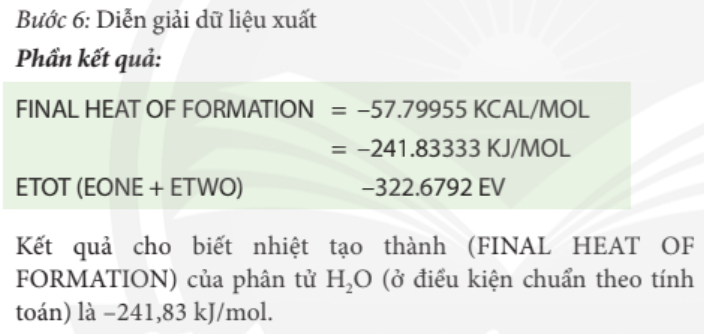 Bước 6: Diễn giải dữ liệu xuất
Phần kết quả:
FINAL HEAT OF FORMATION = –57.79955 KCAL/MOL
= –241.83333 KJ/MOL
ETOT (EONE + ETWO) –322.6792 EV
Kết quả cho biết nhiệt tạo thành (FINAL HEAT OF
FORMATION) của phân tử H₂O (ở điều kiện chuẩn theo tính
toán) là –241,83 kJ/mol.